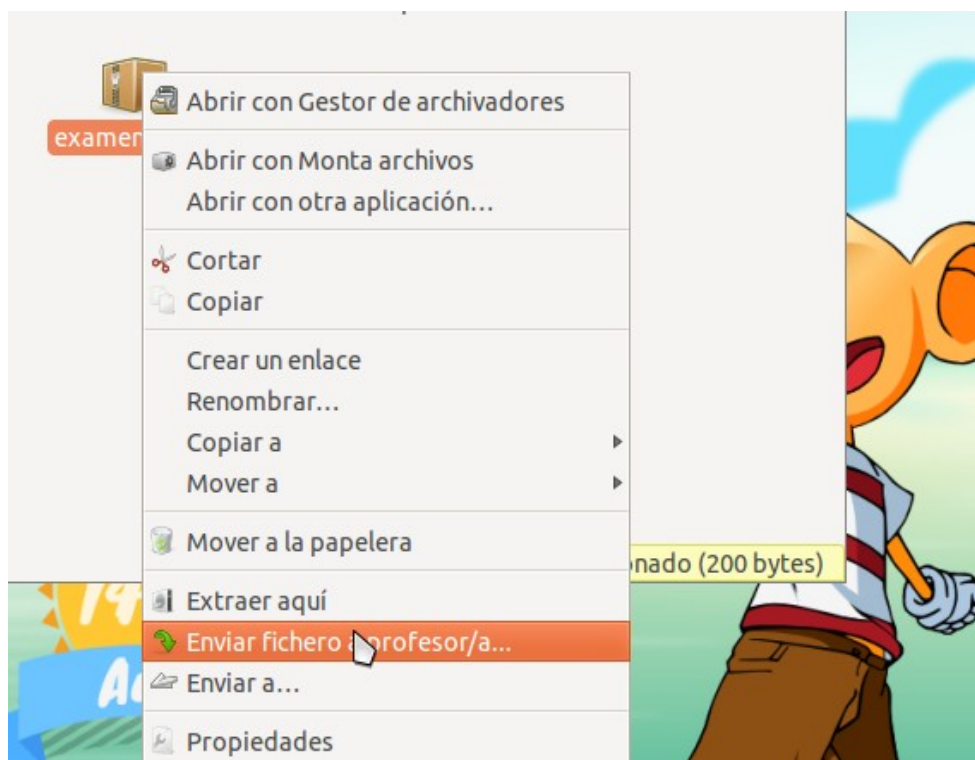 Abrir con Gestor de archivadores
examen
Abrir con Monta archivos
Abrir con otra aplicación...
Cortar
Copiar
Crear un enlace
Renombrar...
Copiar a
Mover a
Mover a la papelera
nado (200 bytes)
14
Extraer aquí
Enviar fichero a profesor/a...
Enviar a...
Propiedades